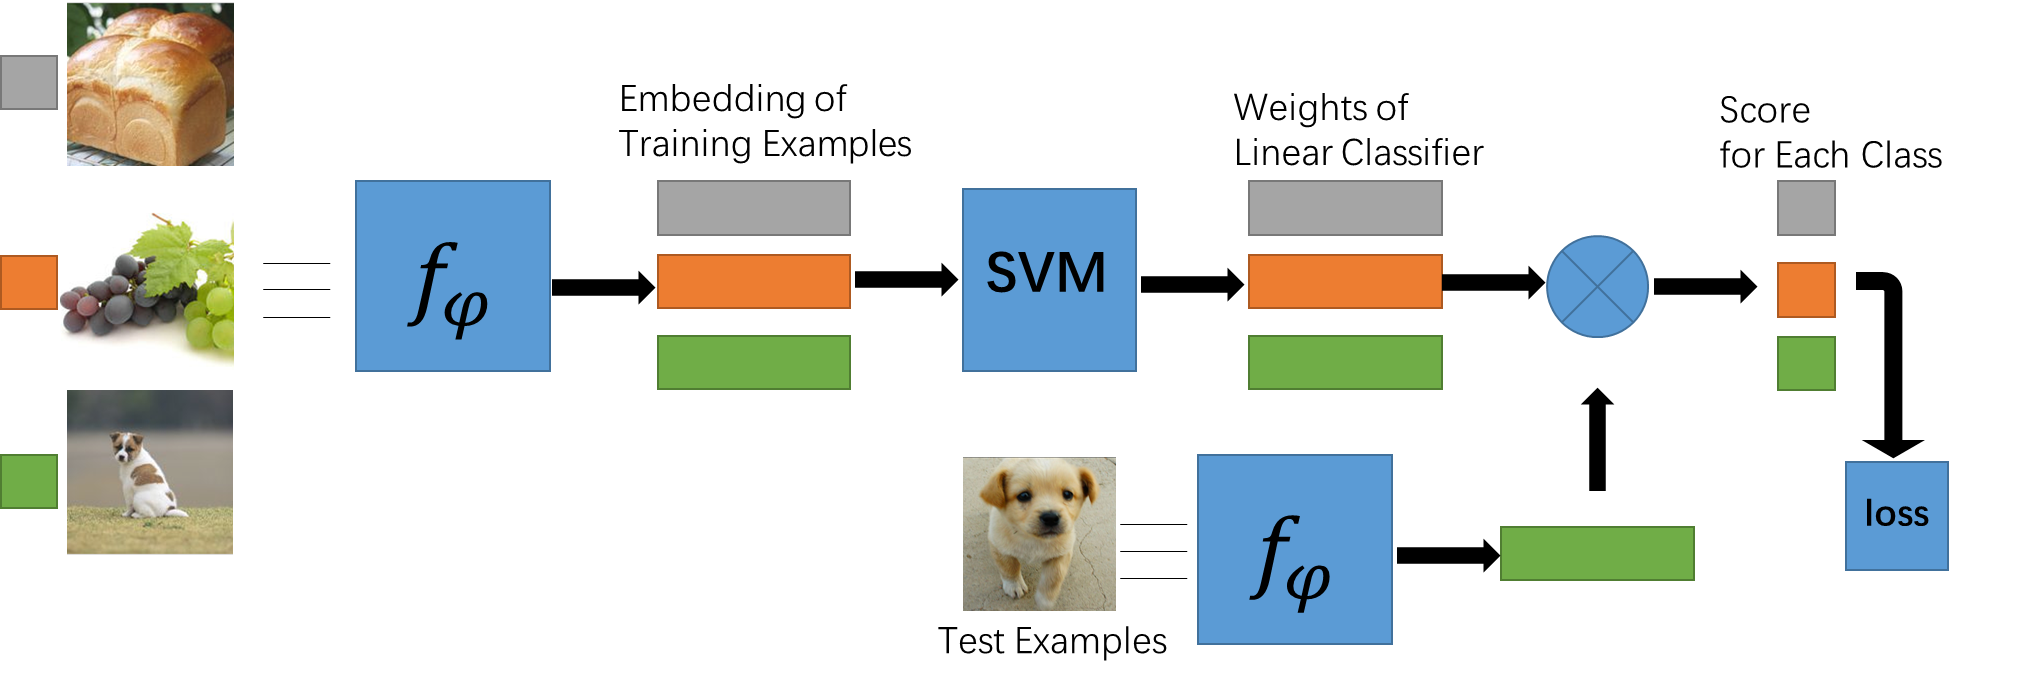 Embedding of
Training Examples
Weights of
Linear Classifier
Score
for Each Class
fφ
SVM
loss
fφ
Test Examples